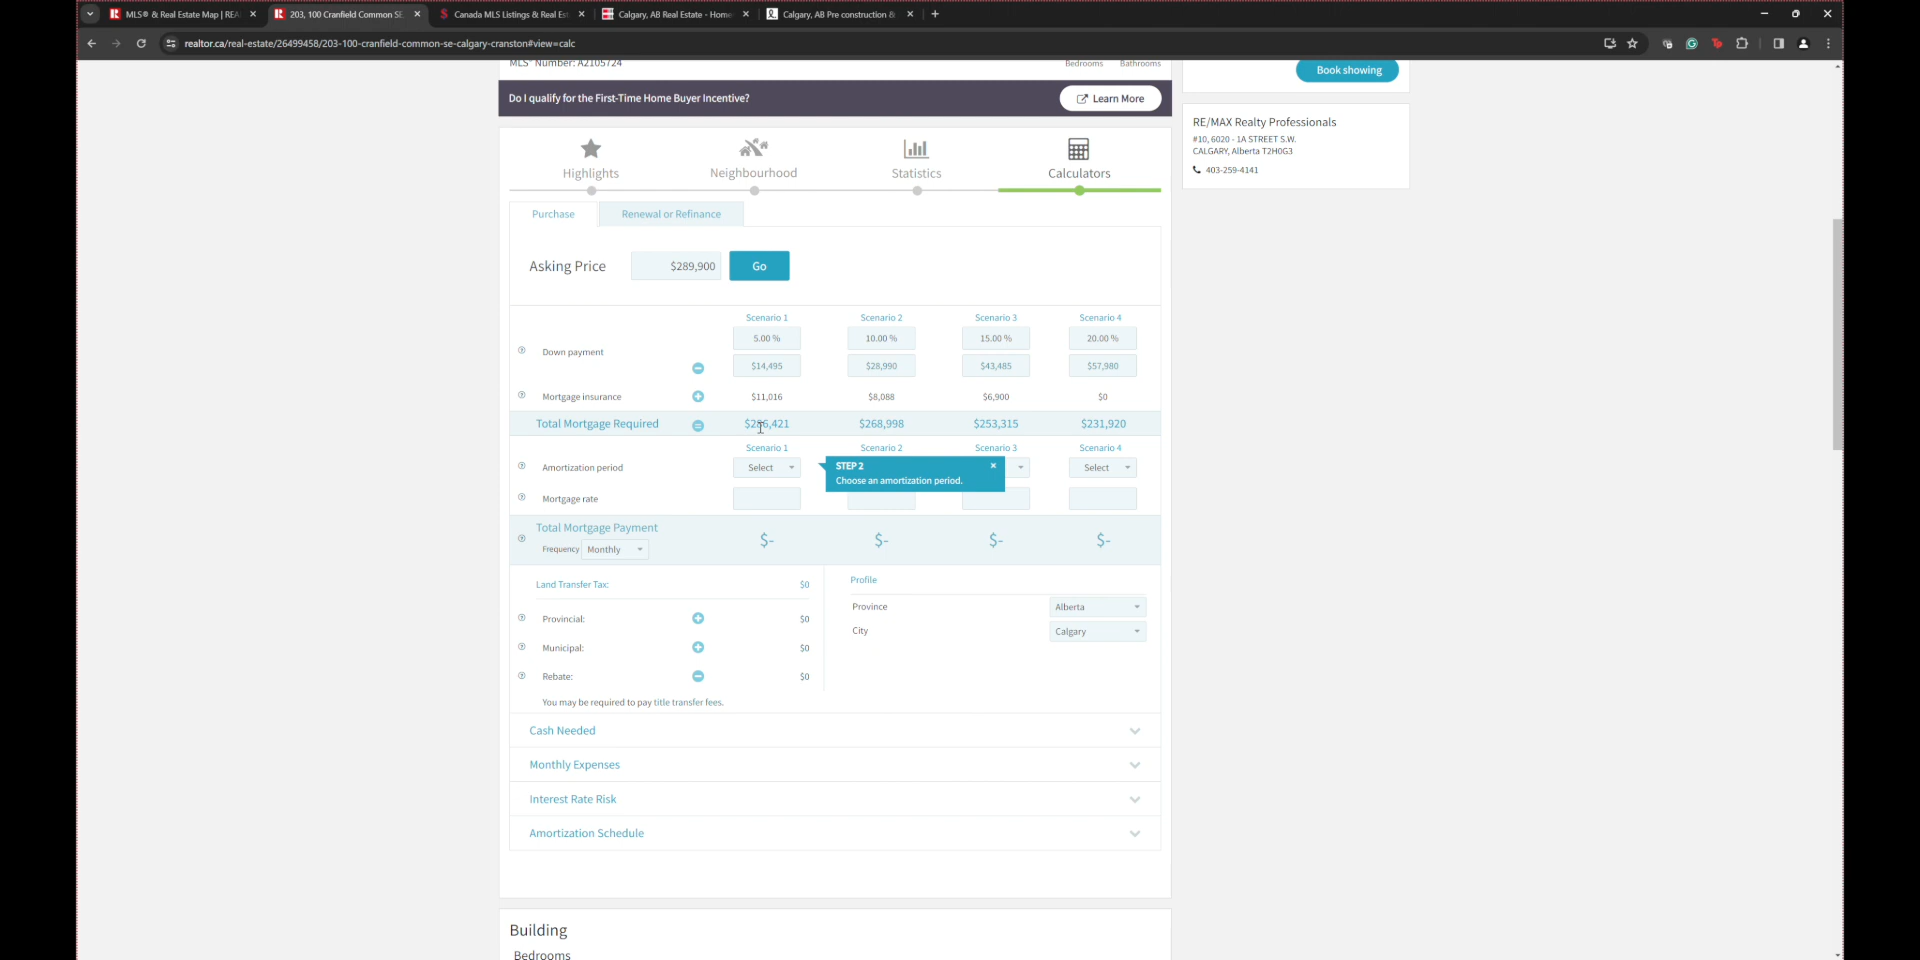 MLS® & Real Estate Map | REA
203, 100 Cranfield Common SE
Canada MLS Listings & Real Est
Calgary, AB Real Estate - Home
Calgary, AB Pre construction &
realtor.ca/real-estate/26499458/203-100-cranfield-common-se-calgary-cranston#view=calc
MLS® Number: A2105724
Bedrooms
Bathrooms
Book showing
Do I qualify for the First-Time Home Buyer Incentive?
Learn More
RE/MAX Realty Professionals
#10, 6020 - 1A STREET S.W.
CALGARY, Alberta T2H0G3
403-259-4141
Highlights
Neighbourhood
Statistics
Calculators
Purchase
Renewal or Refinance
Asking Price
$289,900
Go
Scenario 1
Scenario 2
Scenario 3
Scenario 4
Down payment
5.00 %
10.00 %
15.00 %
20.00 %
$14,495
$28,990
$43,485
$57,980
Mortgage insurance
$11,016
$8,088
$6,900
$0
Total Mortgage Required
$286,421
$268,998
$253,315
$231,920
Scenario 1
Scenario 2
Scenario 3
Scenario 4
Amortization period
Select
STEP 2
Choose an amortization period.
Select
Mortgage rate
Total Mortgage Payment
Frequency
Monthly
$-
$-
$-
$-
Land Transfer Tax:
$0
Provincial:
$0
Municipal:
$0
Rebate:
$0
You may be required to pay title transfer fees.
Profile
Province
Alberta
City
Calgary
Cash Needed
Monthly Expenses
Interest Rate Risk
Amortization Schedule
Building
Bedrooms